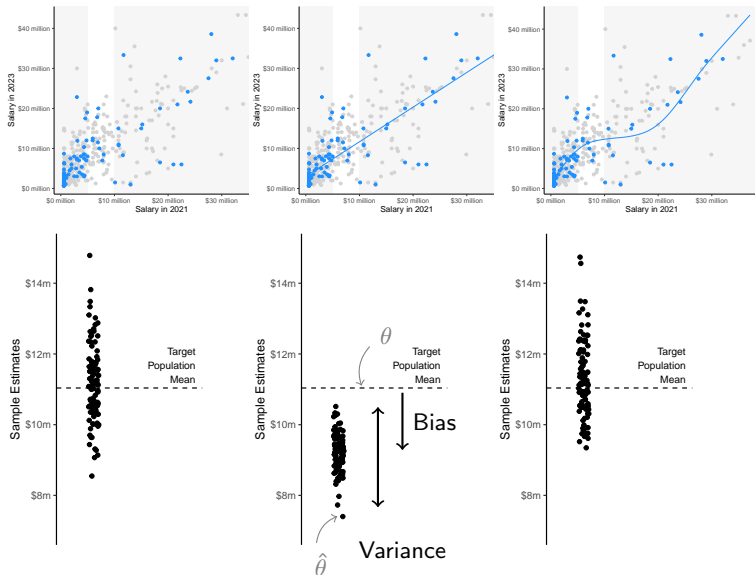 $40 million
$30 million
$20 million
$10 million
$0 million
Salary in 2023
$0 million
$10 million
$20 million
$30 million
Salary in 2021
$40 million
$30 million
$20 million
$10 million
$0 million
Salary in 2023
$0 million
$10 million
$20 million
$30 million
Salary in 2021
$40 million
$30 million
$20 million
$10 million
$0 million
Salary in 2023
$0 million
$10 million
$20 million
$30 million
Salary in 2021
$14m
$12m
$10m
$8m
Sample Estimates
Target
Population
Mean
$14m
$12m
$10m
$8m
Sample Estimates
θ
Target
Population
Mean
Bias
Variance
θ̂
$14m
$12m
$10m
$8m
Sample Estimates
Target
Population
Mean